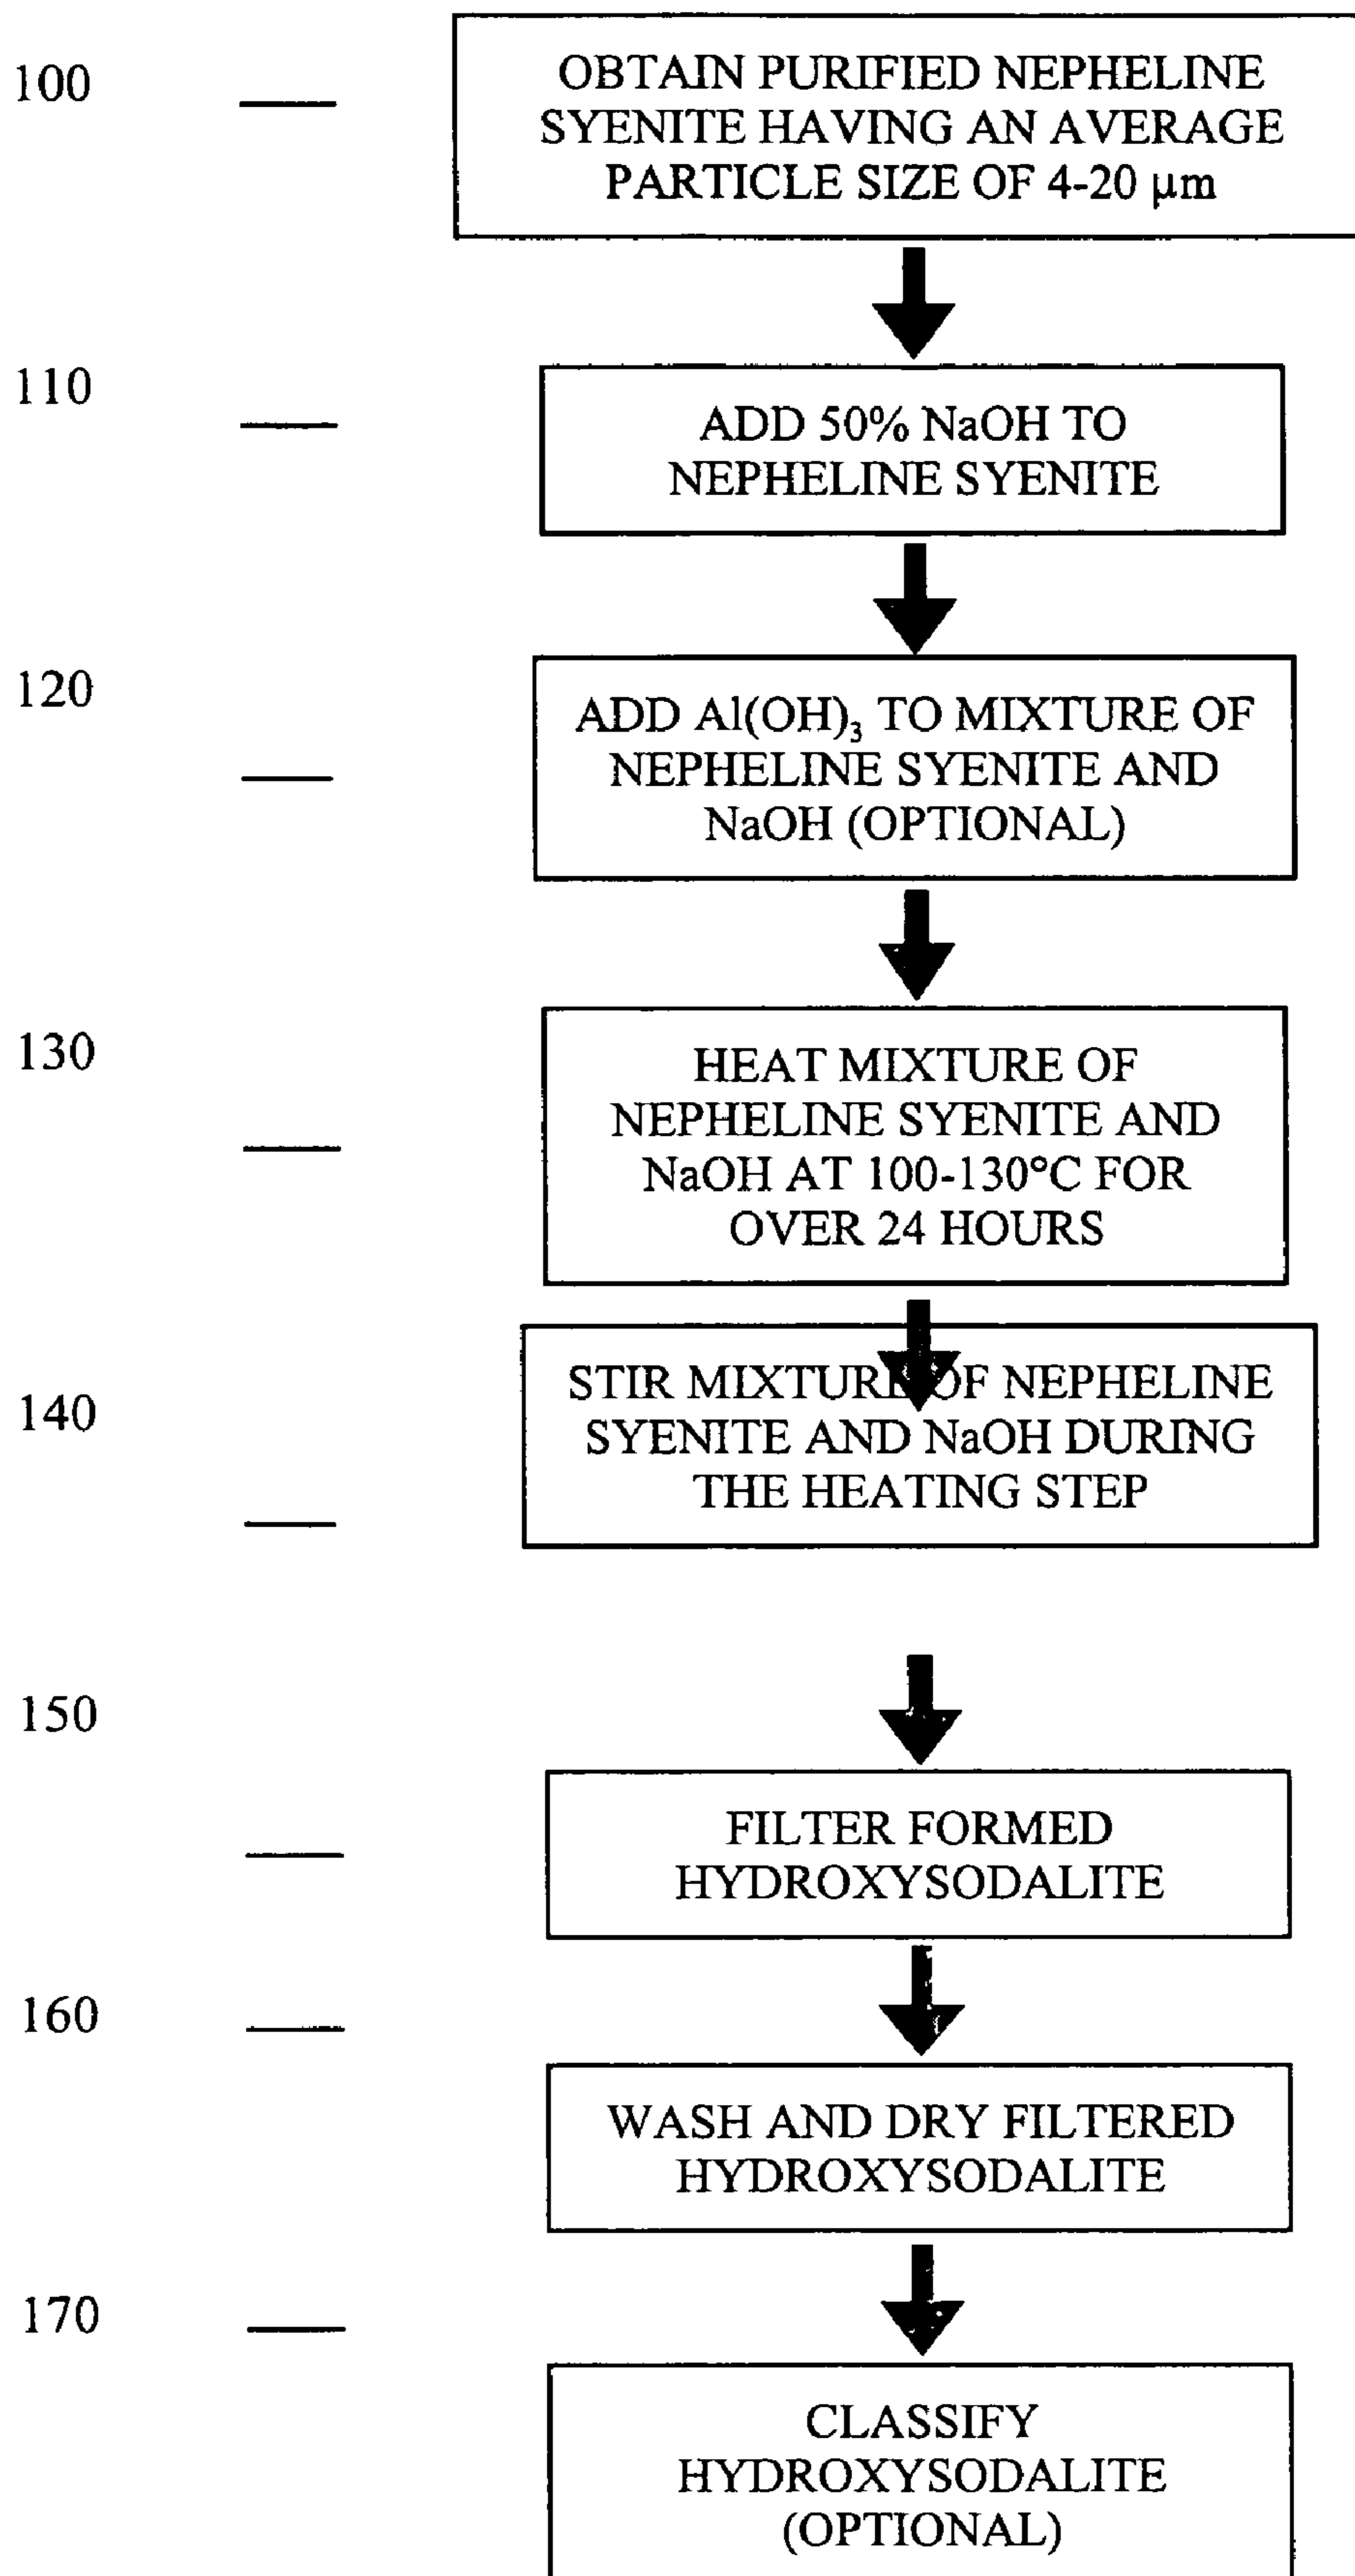 100
OBTAIN PURIFIED NEPHELINE
SYENITE HAVING AN AVERAGE
PARTICLE SIZE OF 4-20 µm
110
ADD 50% NaOH TO
NEPHELINE SYENITE
120
ADD Al(OH)₃ TO MIXTURE OF
NEPHELINE SYENITE AND
NaOH (OPTIONAL)
130
HEAT MIXTURE OF
NEPHELINE SYENITE AND
NaOH AT 100-130°C FOR
OVER 24 HOURS
140
STIR MIXTURE OF NEPHELINE
SYENITE AND NaOH DURING
THE HEATING STEP
150
FILTER FORMED
HYDROXYSODALITE
160
WASH AND DRY FILTERED
HYDROXYSODALITE
170
CLASSIFY
HYDROXYSODALITE
(OPTIONAL)